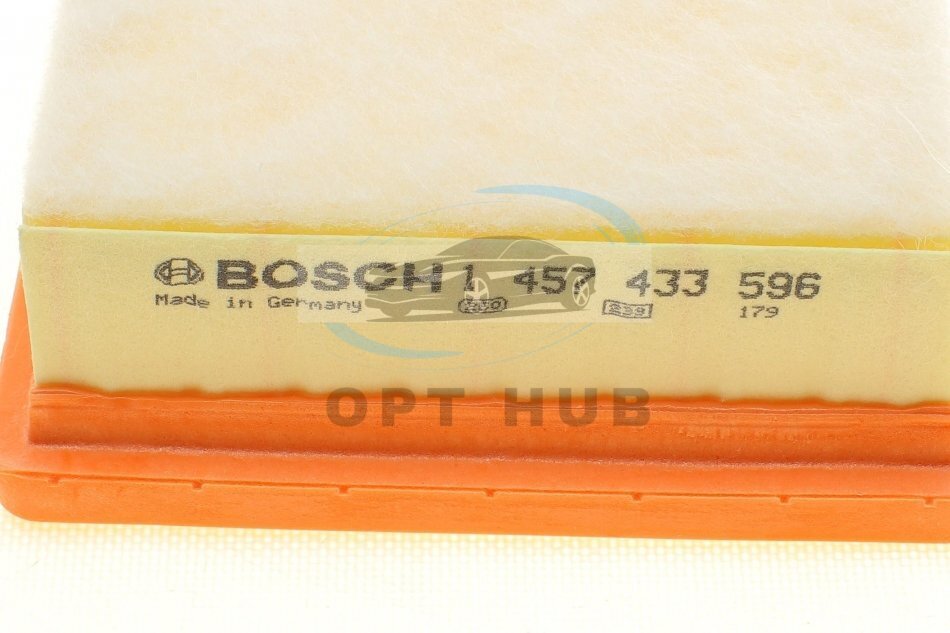 BOSCH 1 457 433 596
Made in Germany 179
OPT HUB